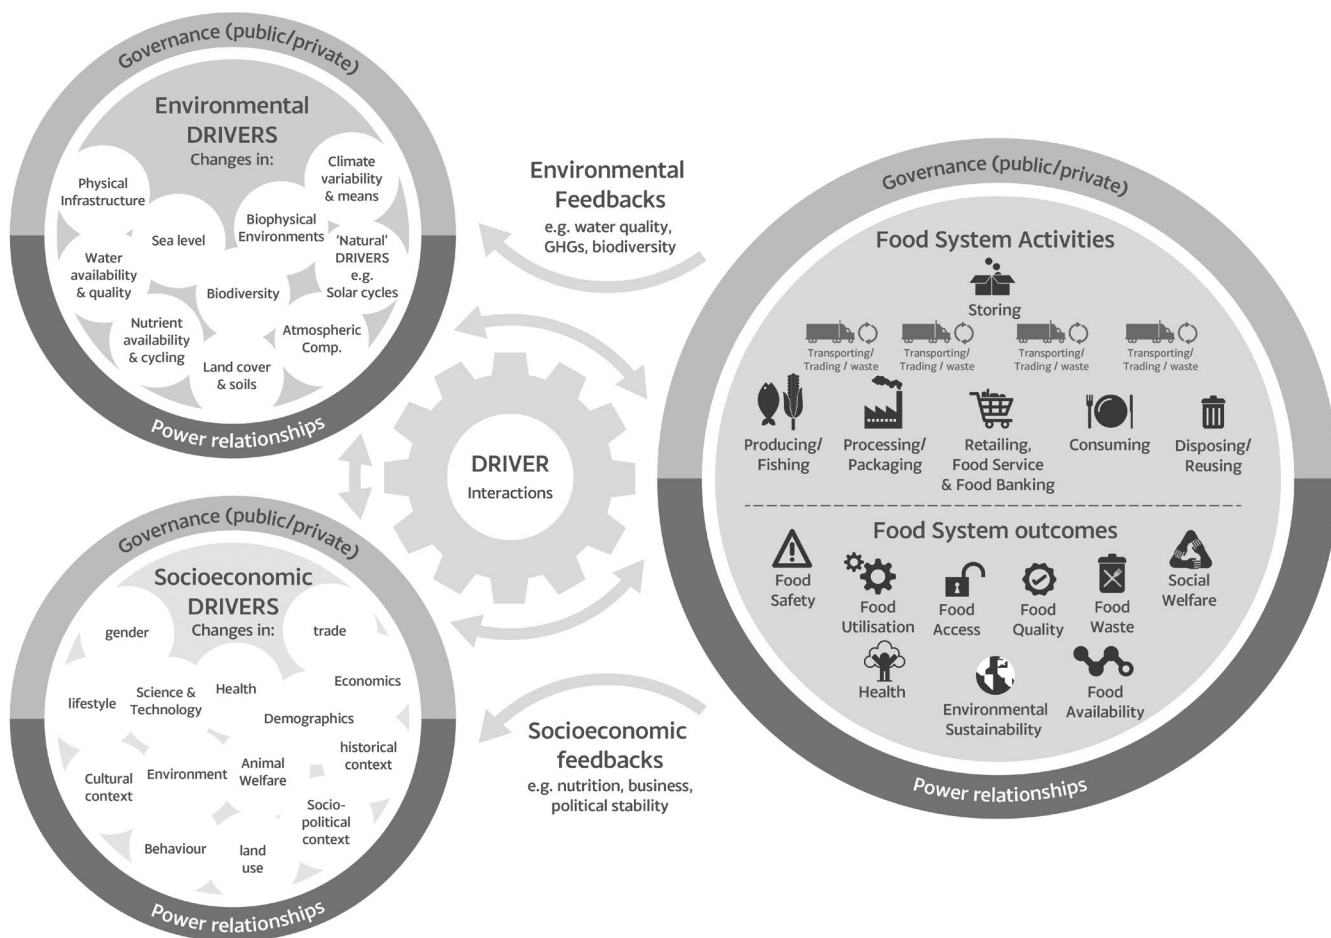 Governance (public/private)
Environmental
DRIVERS
Changes in:
Physical
Infrastructure
Sea level
Biophysical
Environments
Climate
variability
& means
Water
availability
& quality
Biodiversity
'Natural'
DRIVERS
e.g.
Solar cycles
Nutrient
availability
& cycling
Land cover
& soils
Atmospheric
Comp.
Power relationships
Governance (public/private)
Socioeconomic
DRIVERS
Changes in:
gender
trade
lifestyle
Science &
Technology
Health
Economics
Demographics
Cultural
context
Environment
Animal
Welfare
historical
context
Behaviour
land
use
Socio-
political
context
Power relationships
Environmental
Feedbacks
e.g. water quality,
GHGs, biodiversity
DRIVER
Interactions
Socioeconomic
feedbacks
e.g. nutrition, business,
political stability
Governance (public/private)
Food System Activities
Storing
Transporting/
Trading / waste
Transporting/
Trading / waste
Transporting/
Trading / waste
Transporting/
Trading / waste
Producing/
Fishing
Processing/
Packaging
Retailing,
Food Service
& Food Banking
Consuming
Disposing/
Reusing
Food System outcomes
Food
Safety
Food
Utilisation
Food
Access
Food
Quality
Food
Waste
Social
Welfare
Health
Environmental
Sustainability
Food
Availability
Power relationships